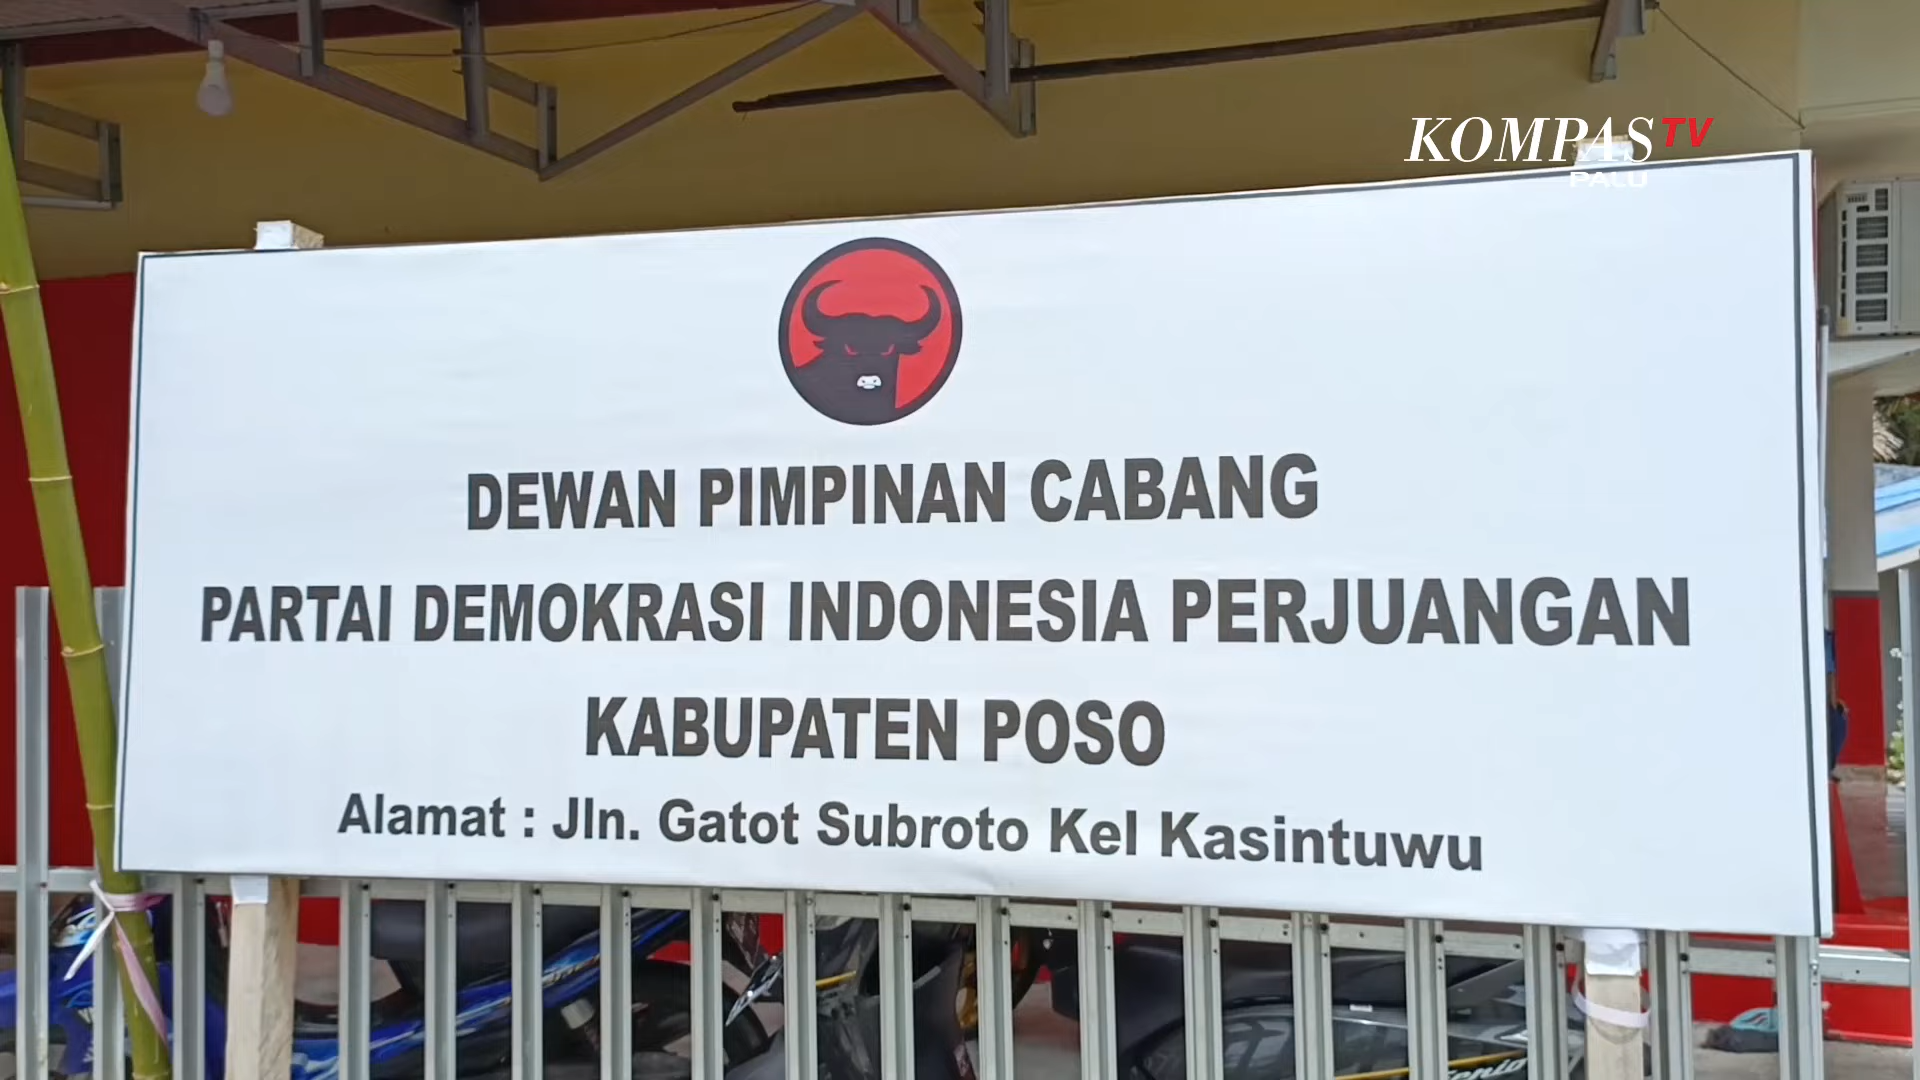 KOMPAS TV
PALU
DEWAN PIMPINAN CABANG
PARTAI DEMOKRASI INDONESIA PERJUANGAN
KABUPATEN POSO
Alamat : Jln. Gatot Subroto Kel Kasintuwu